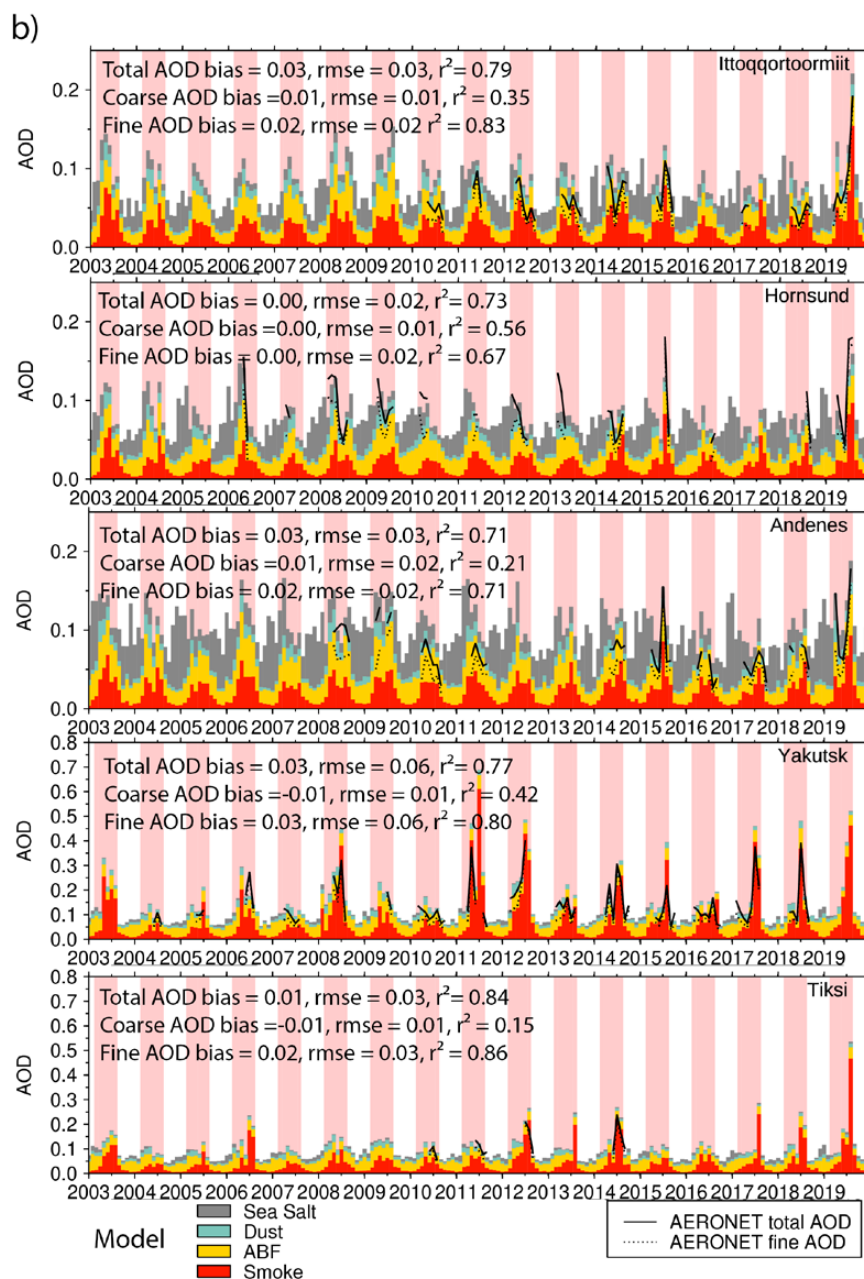 b)
Ittoqqortoormiit
Total AOD bias = 0.03, rmse = 0.03, r²= 0.79
Coarse AOD bias =0.01, rmse = 0.01, r² = 0.35
Fine AOD bias = 0.02, rmse = 0.02 r² = 0.83
AOD
0.2
0.1
0.0
2003 2004 2005 2006 2007 2008 2009 2010 2011 2012 2013 2014 2015 2016 2017 2018 2019
Hornsund
Total AOD bias = 0.00, rmse = 0.02, r² = 0.73
Coarse AOD bias =0.00, rmse = 0.01, r² = 0.56
Fine AOD bias = 0.00, rmse = 0.02, r² = 0.67
AOD
0.2
0.1
0.0
2003 2004 2005 2006 2007 2008 2009 2010 2011 2012 2013 2014 2015 2016 2017 2018 2019
Andenes
Total AOD bias = 0.03, rmse = 0.03, r² = 0.71
Coarse AOD bias =0.01, rmse = 0.02, r² = 0.21
Fine AOD bias = 0.02, rmse = 0.02, r² = 0.71
AOD
0.2
0.1
0.0
2003 2004 2005 2006 2007 2008 2009 2010 2011 2012 2013 2014 2015 2016 2017 2018 2019
Yakutsk
Total AOD bias = 0.03, rmse = 0.06, r² = 0.77
Coarse AOD bias =-0.01, rmse = 0.01, r² = 0.42
Fine AOD bias = 0.03, rmse = 0.06, r² = 0.80
AOD
0.8
0.7
0.6
0.5
0.4
0.3
0.2
0.1
0.0
2003 2004 2005 2006 2007 2008 2009 2010 2011 2012 2013 2014 2015 2016 2017 2018 2019
Tiksi
Total AOD bias = 0.01, rmse = 0.03, r² = 0.84
Coarse AOD bias =-0.01, rmse = 0.01, r² = 0.15
Fine AOD bias = 0.02, rmse = 0.03, r² = 0.86
AOD
0.8
0.7
0.6
0.5
0.4
0.3
0.2
0.1
0.0
2003 2004 2005 2006 2007 2008 2009 2010 2011 2012 2013 2014 2015 2016 2017 2018 2019
Model
Sea Salt
Dust
ABF
Smoke
AERONET total AOD
AERONET fine AOD